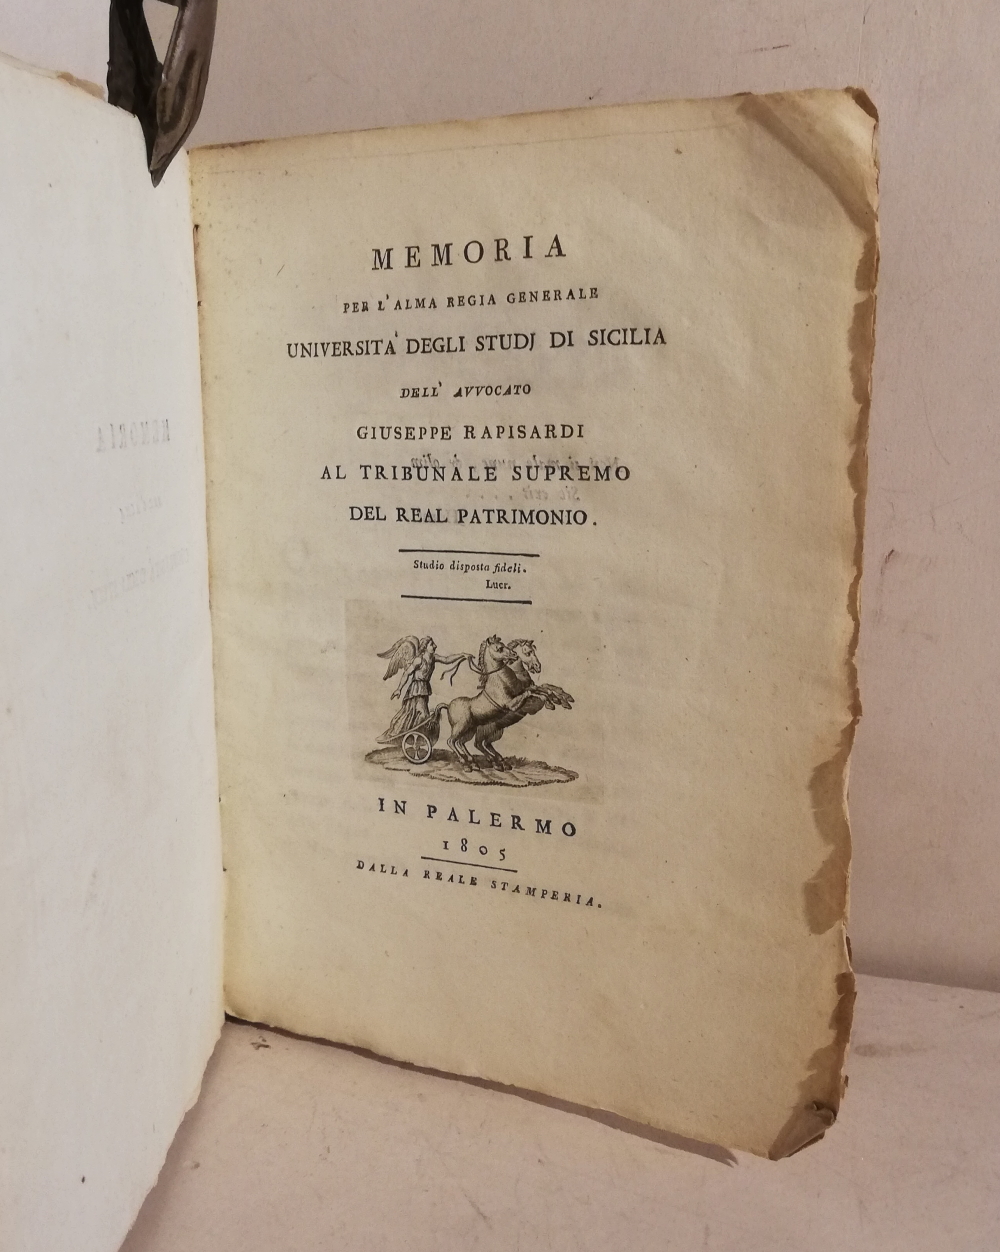 MEMORIA
PER L'ALMA REGIA GENERALE
UNIVERSITA' DEGLI STUDJ DI SICILIA
DELL' AVVOCATO
GIUSEPPE RAPISARDI
AL TRIBUNALE SUPREMO
DEL REAL PATRIMONIO.
Studio disposta fideli.
Lucr.
IN PALERMO
1805
DALLA REALE STAMPERIA.